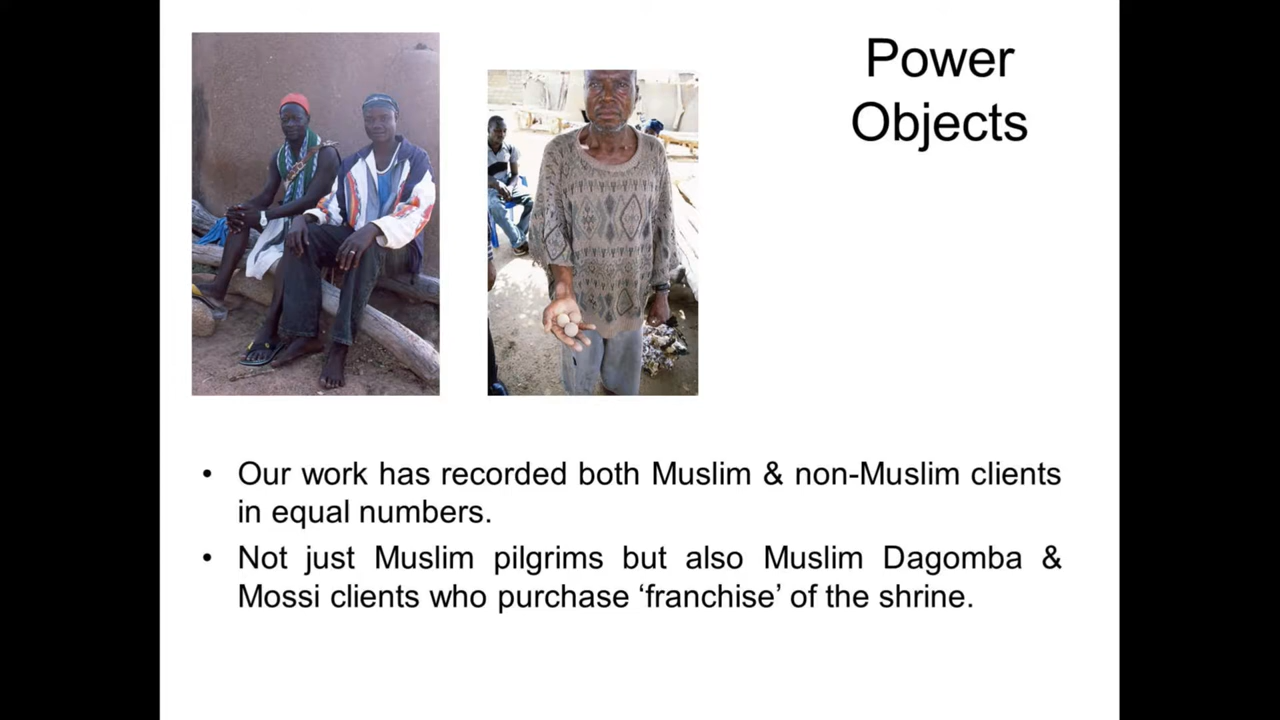 Power
Objects
• Our work has recorded both Muslim & non-Muslim clients
in equal numbers.
• Not just Muslim pilgrims but also Muslim Dagomba &
Mossi clients who purchase ‘franchise’ of the shrine.